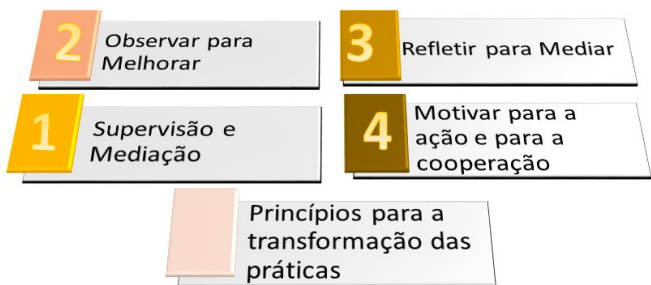 2
Observar para
Melhorar
3
Refletir para Mediar
1
Supervisão e
Mediação
4
Motivar para a
ação e para a
cooperação
Princípios para a
transformação das
práticas